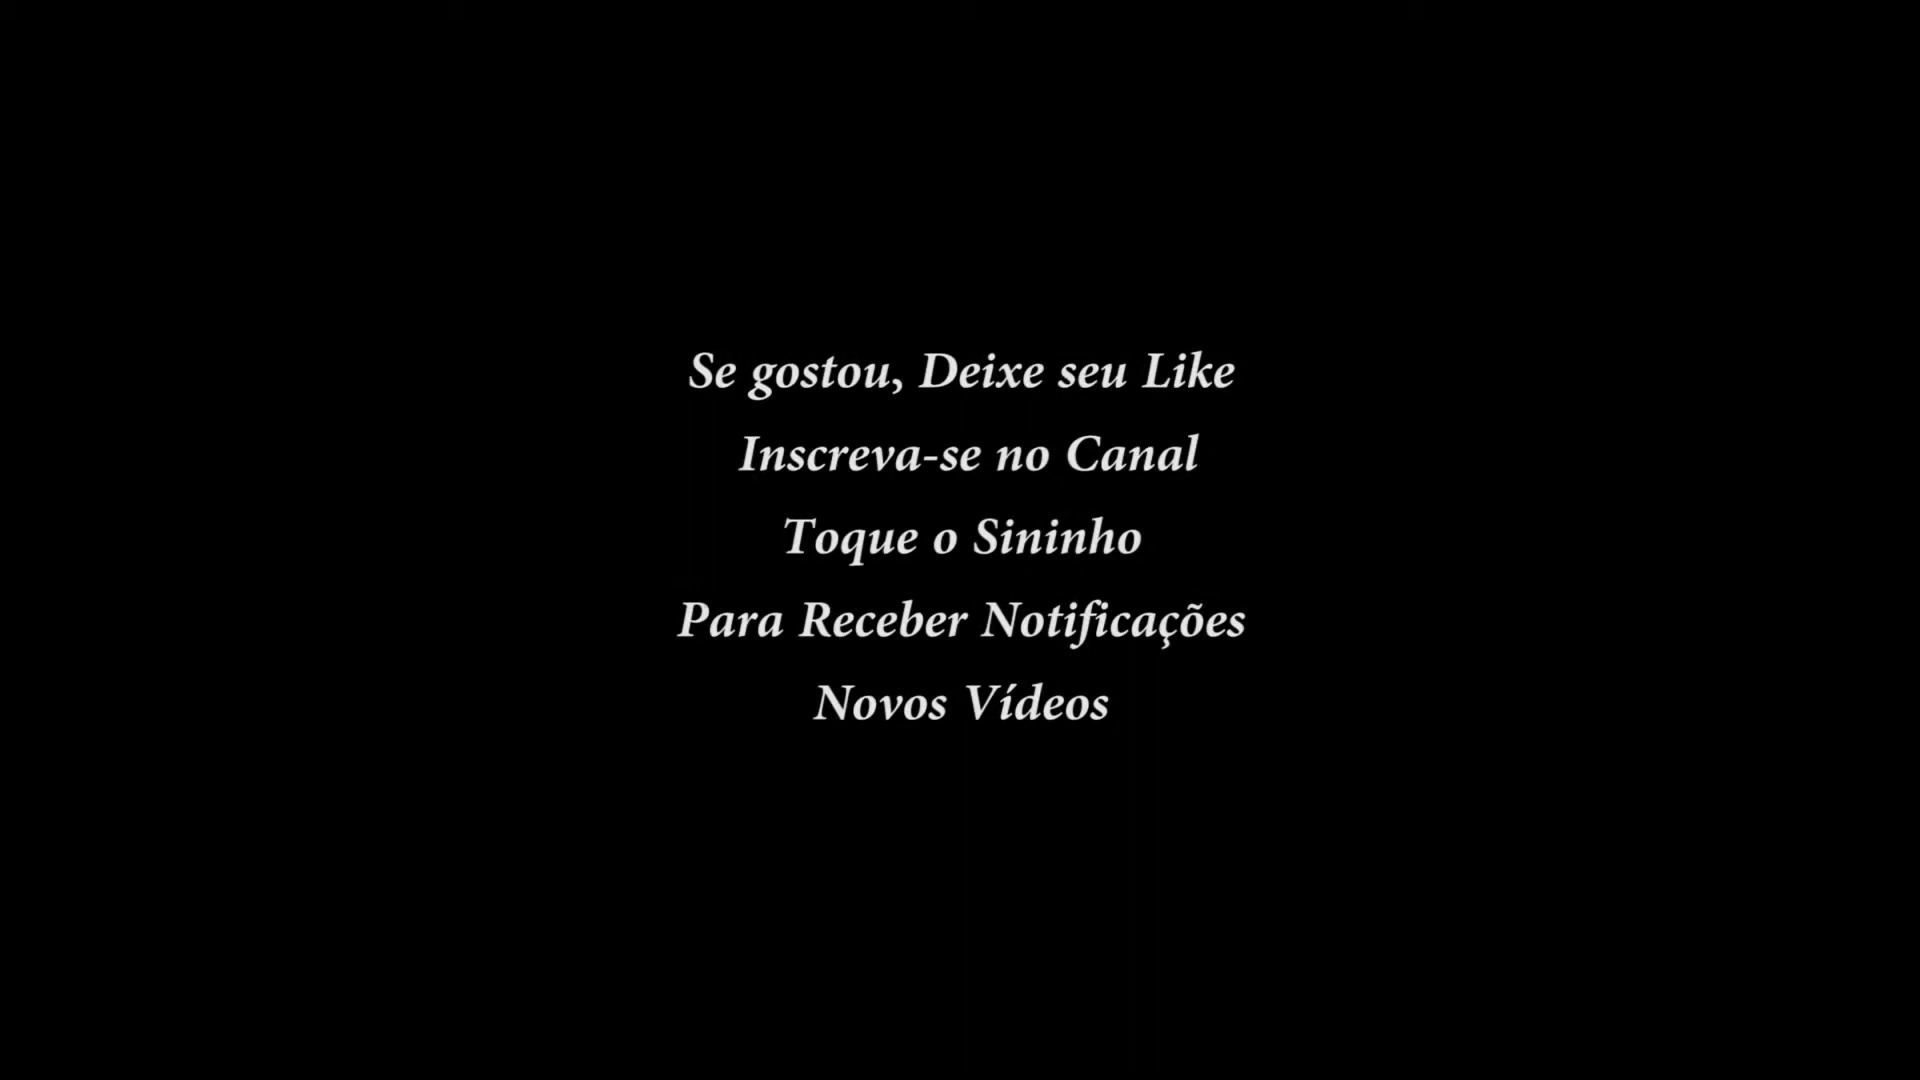 Se gostou, Deixe seu Like
Inscreva-se no Canal
Toque o Sininho
Para Receber Notificações
Novos Vídeos